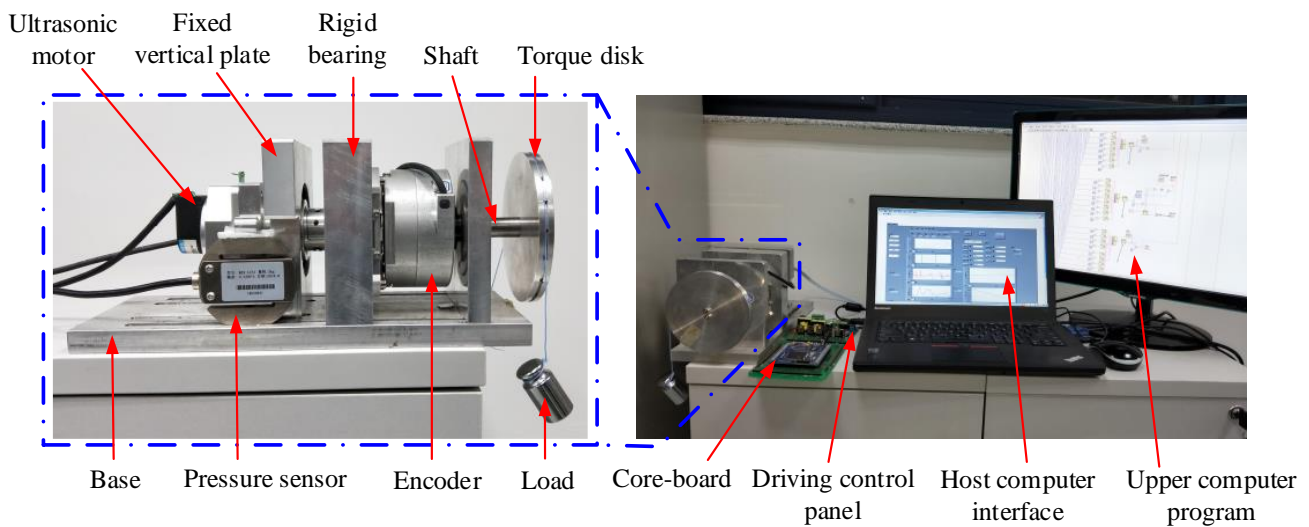 Ultrasonic
motor
Fixed
vertical plate
Rigid
bearing
Shaft
Torque disk
Base
Pressure sensor
Encoder
Load
Core-board
Driving control
panel
Host computer
interface
Upper computer
program